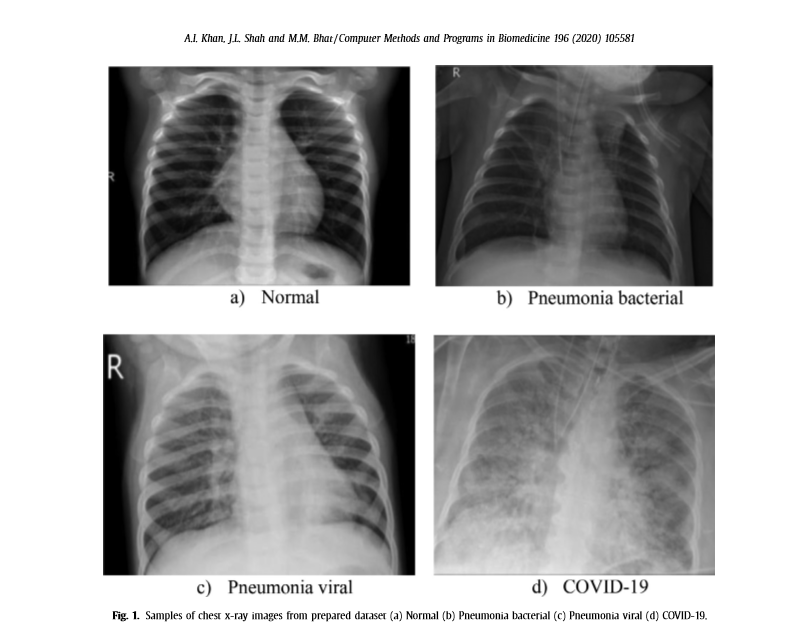 A.I. Khan, J.L. Shah and M.M. Bhat / Computer Methods and Programs in Biomedicine 196 (2020) 105581
R
R
a) Normal
b) Pneumonia bacterial
R
18
c) Pneumonia viral
d) COVID-19
Fig. 1. Samples of chest x-ray images from prepared dataset (a) Normal (b) Pneumonia bacterial (c) Pneumonia viral (d) COVID-19.